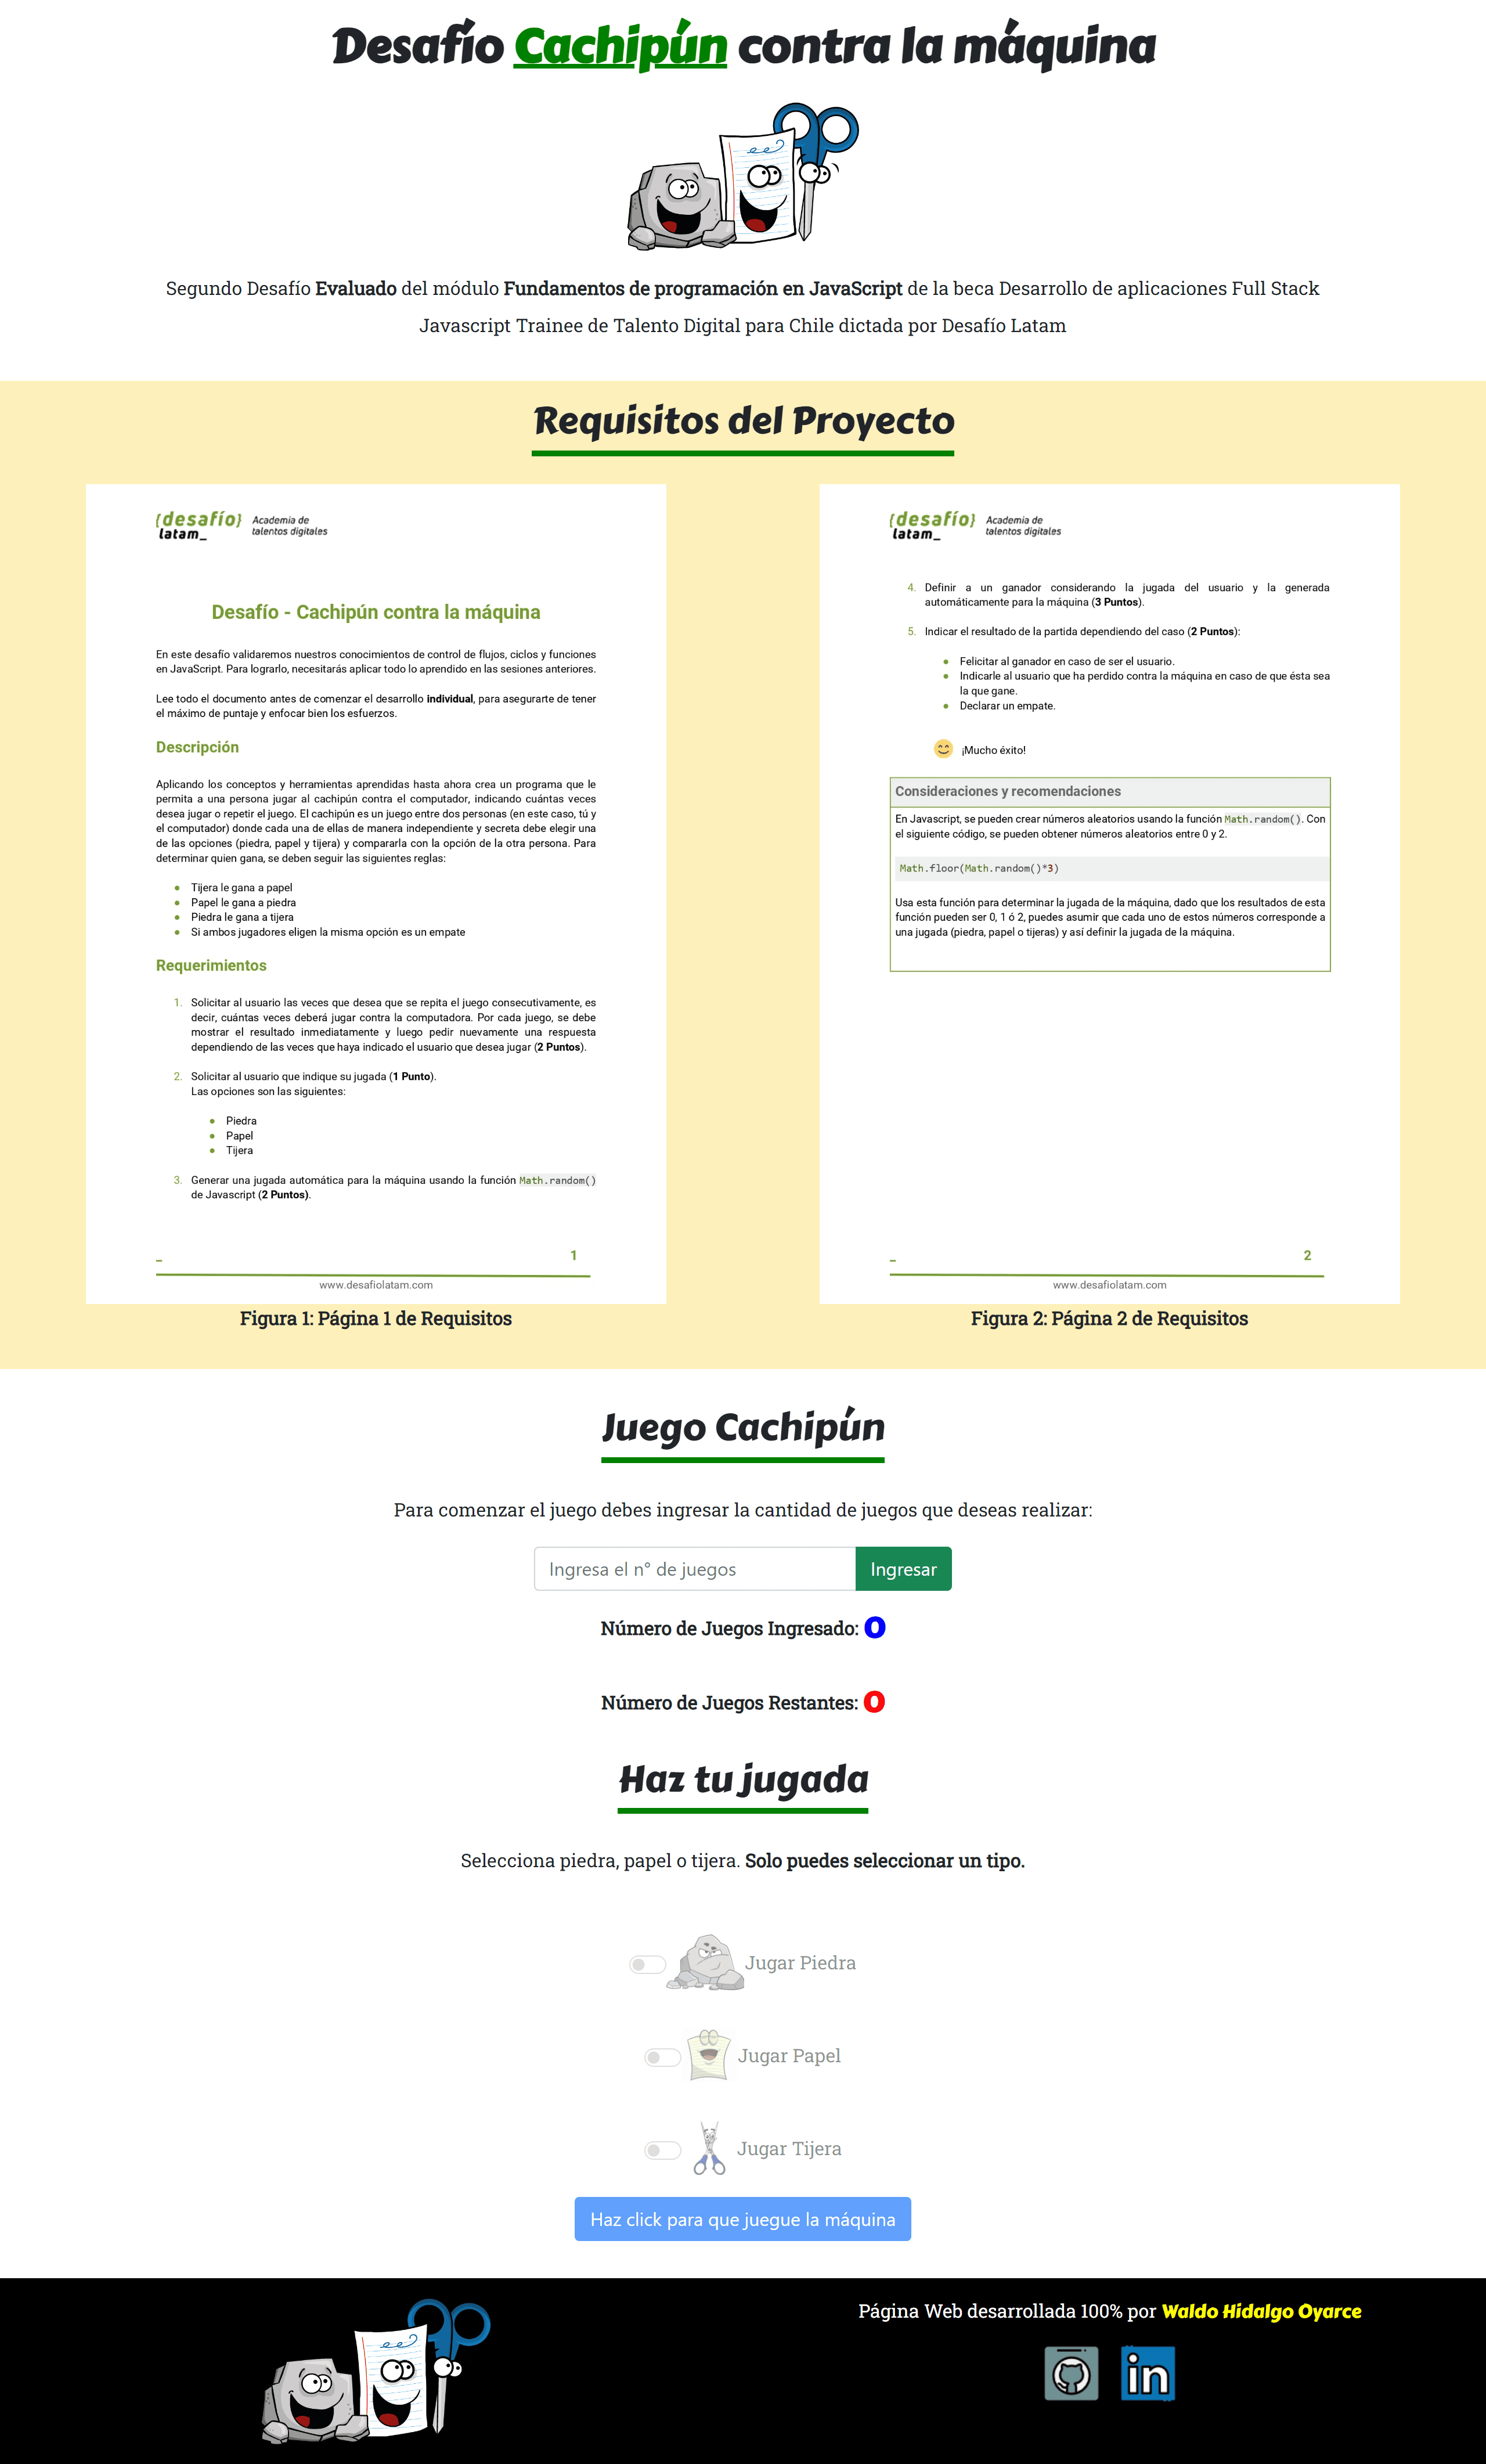 Desafío Cachipún contra la máquina
Segundo Desafío Evaluado del módulo Fundamentos de programación en JavaScript de la beca Desarrollo de aplicaciones Full Stack
Javascript Trainee de Talento Digital para Chile dictada por Desafío Latam
Requisitos del Proyecto
{desafío}
latam_
Academia de
talentos digitales
Desafío - Cachipún contra la máquina
En este desafío validaremos nuestros conocimientos de control de flujos, ciclos y funciones
en JavaScript. Para lograrlo, necesitarás aplicar todo lo aprendido en las sesiones anteriores.
Lee todo el documento antes de comenzar el desarrollo individual, para asegurarte de tener
el máximo de puntaje y enfocar bien los esfuerzos.
Descripción
Aplicando los conceptos y herramientas aprendidas hasta ahora crea un programa que le
permita a una persona jugar al cachipún contra el computador, indicando cuántas veces
desea jugar o repetir el juego. El cachipún es un juego entre dos personas (en este caso, tú y
el computador) donde cada una de ellas de manera independiente y secreta debe elegir una
de las opciones (piedra, papel y tijera) y compararla con la opción de la otra persona. Para
determinar quien gana, se deben seguir las siguientes reglas:
● Tijera le gana a papel
● Papel le gana a piedra
● Piedra le gana a tijera
● Si ambos jugadores eligen la misma opción es un empate
Requerimientos
1. Solicitar al usuario las veces que desea que se repita el juego consecutivamente, es
decir, cuántas veces deberá jugar contra la computadora. Por cada juego, se debe
mostrar el resultado inmediatamente y luego pedir nuevamente una respuesta
dependiendo de las veces que haya indicado el usuario que desea jugar (2 Puntos).
2. Solicitar al usuario que indique su jugada (1 Punto).
Las opciones son las siguientes:
● Piedra
● Papel
● Tijera
3. Generar una jugada automática para la máquina usando la función Math.random()
de Javascript (2 Puntos).
_ 1
www.desafiolatam.com
Figura 1: Página 1 de Requisitos
{desafío}
latam_
Academia de
talentos digitales
4. Definir a un ganador considerando la jugada del usuario y la generada
automáticamente para la máquina (3 Puntos).
5. Indicar el resultado de la partida dependiendo del caso (2 Puntos):
● Felicitar al ganador en caso de ser el usuario.
● Indicarle al usuario que ha perdido contra la máquina en caso de que ésta sea
la que gane.
● Declarar un empate.
😊 ¡Mucho éxito!
Consideraciones y recomendaciones
En Javascript, se pueden crear números aleatorios usando la función Math.random(). Con
el siguiente código, se pueden obtener números aleatorios entre 0 y 2.
Math.floor(Math.random()*3)
Usa esta función para determinar la jugada de la máquina, dado que los resultados de esta
función pueden ser 0, 1 ó 2, puedes asumir que cada uno de estos números corresponde a
una jugada (piedra, papel o tijeras) y así definir la jugada de la máquina.
_ 2
www.desafiolatam.com
Figura 2: Página 2 de Requisitos
Juego Cachipún
Para comenzar el juego debes ingresar la cantidad de juegos que deseas realizar:
Ingresa el n° de juegos
Ingresar
Número de Juegos Ingresado: 0
Número de Juegos Restantes: 0
Haz tu jugada
Selecciona piedra, papel o tijera. Solo puedes seleccionar un tipo.
Jugar Piedra
Jugar Papel
Jugar Tijera
Haz click para que juegue la máquina
Página Web desarrollada 100% por Waldo Hidalgo Oyarce
in